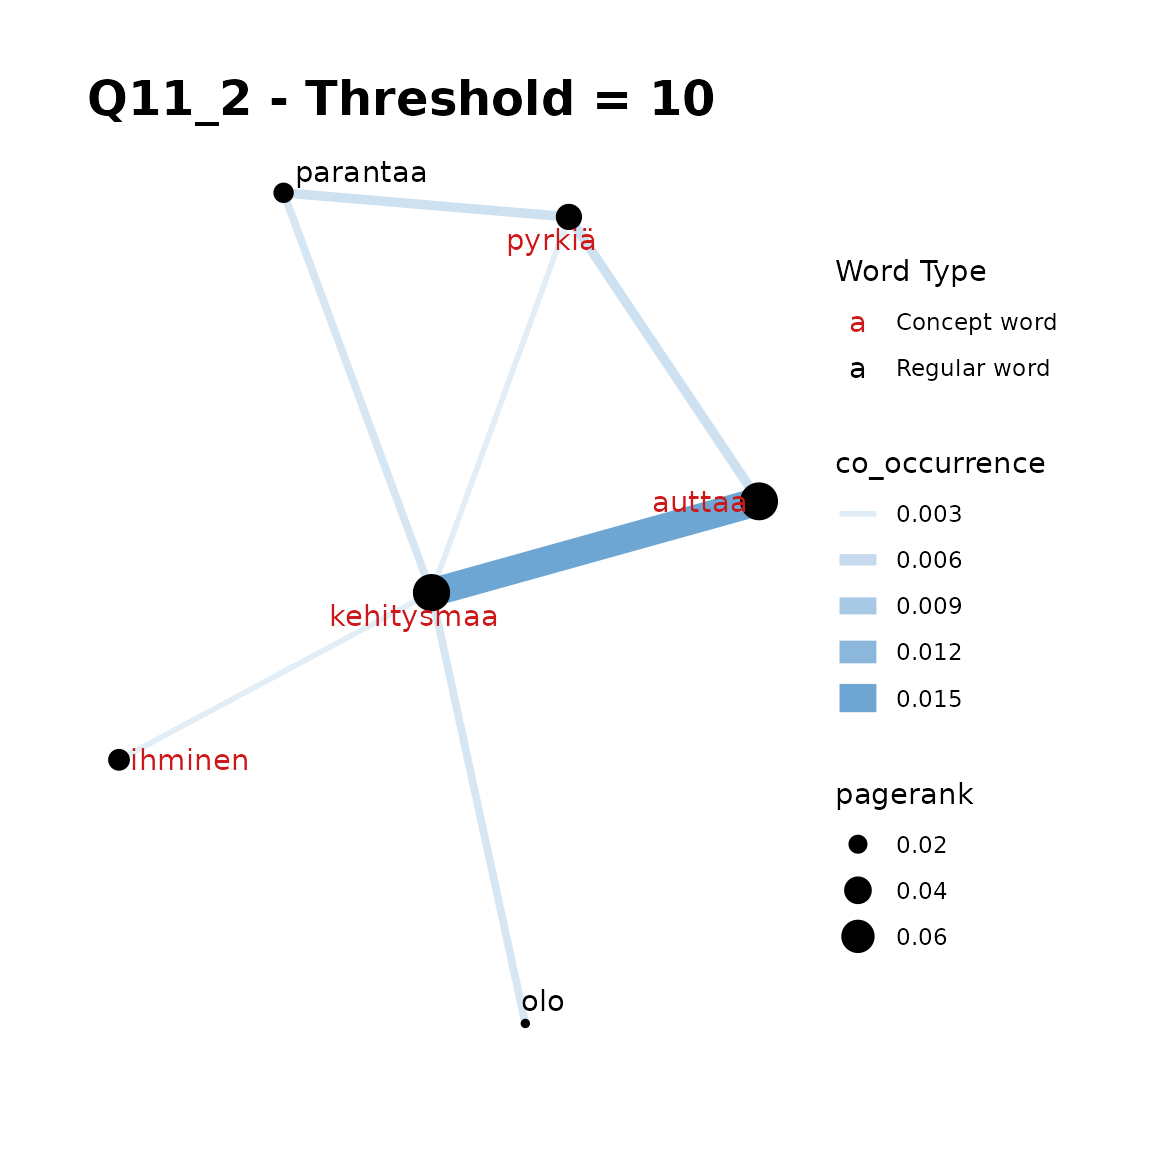 Q11_2 - Threshold = 10
parantaa
pyrkiä
auttaa
kehitysmaa
ihminen
olo
Word Type
a Concept word
a Regular word
co_occurrence
0.003
0.006
0.009
0.012
0.015
pagerank
0.02
0.04
0.06